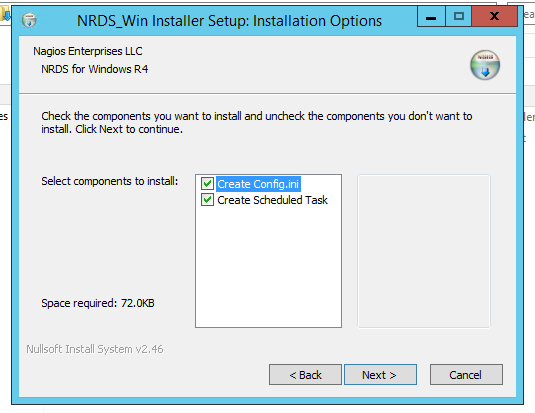 NRDS_Win Installer Setup: Installation Options
Nagios Enterprises LLC
NRDS for Windows R4
Check the components you want to install and uncheck the components you don't want to
install. Click Next to continue.
Select components to install:
Create Config.ini
Create Scheduled Task
Space required: 72.0KB
Nullsoft Install System v2.46
< Back
Next >
Cancel